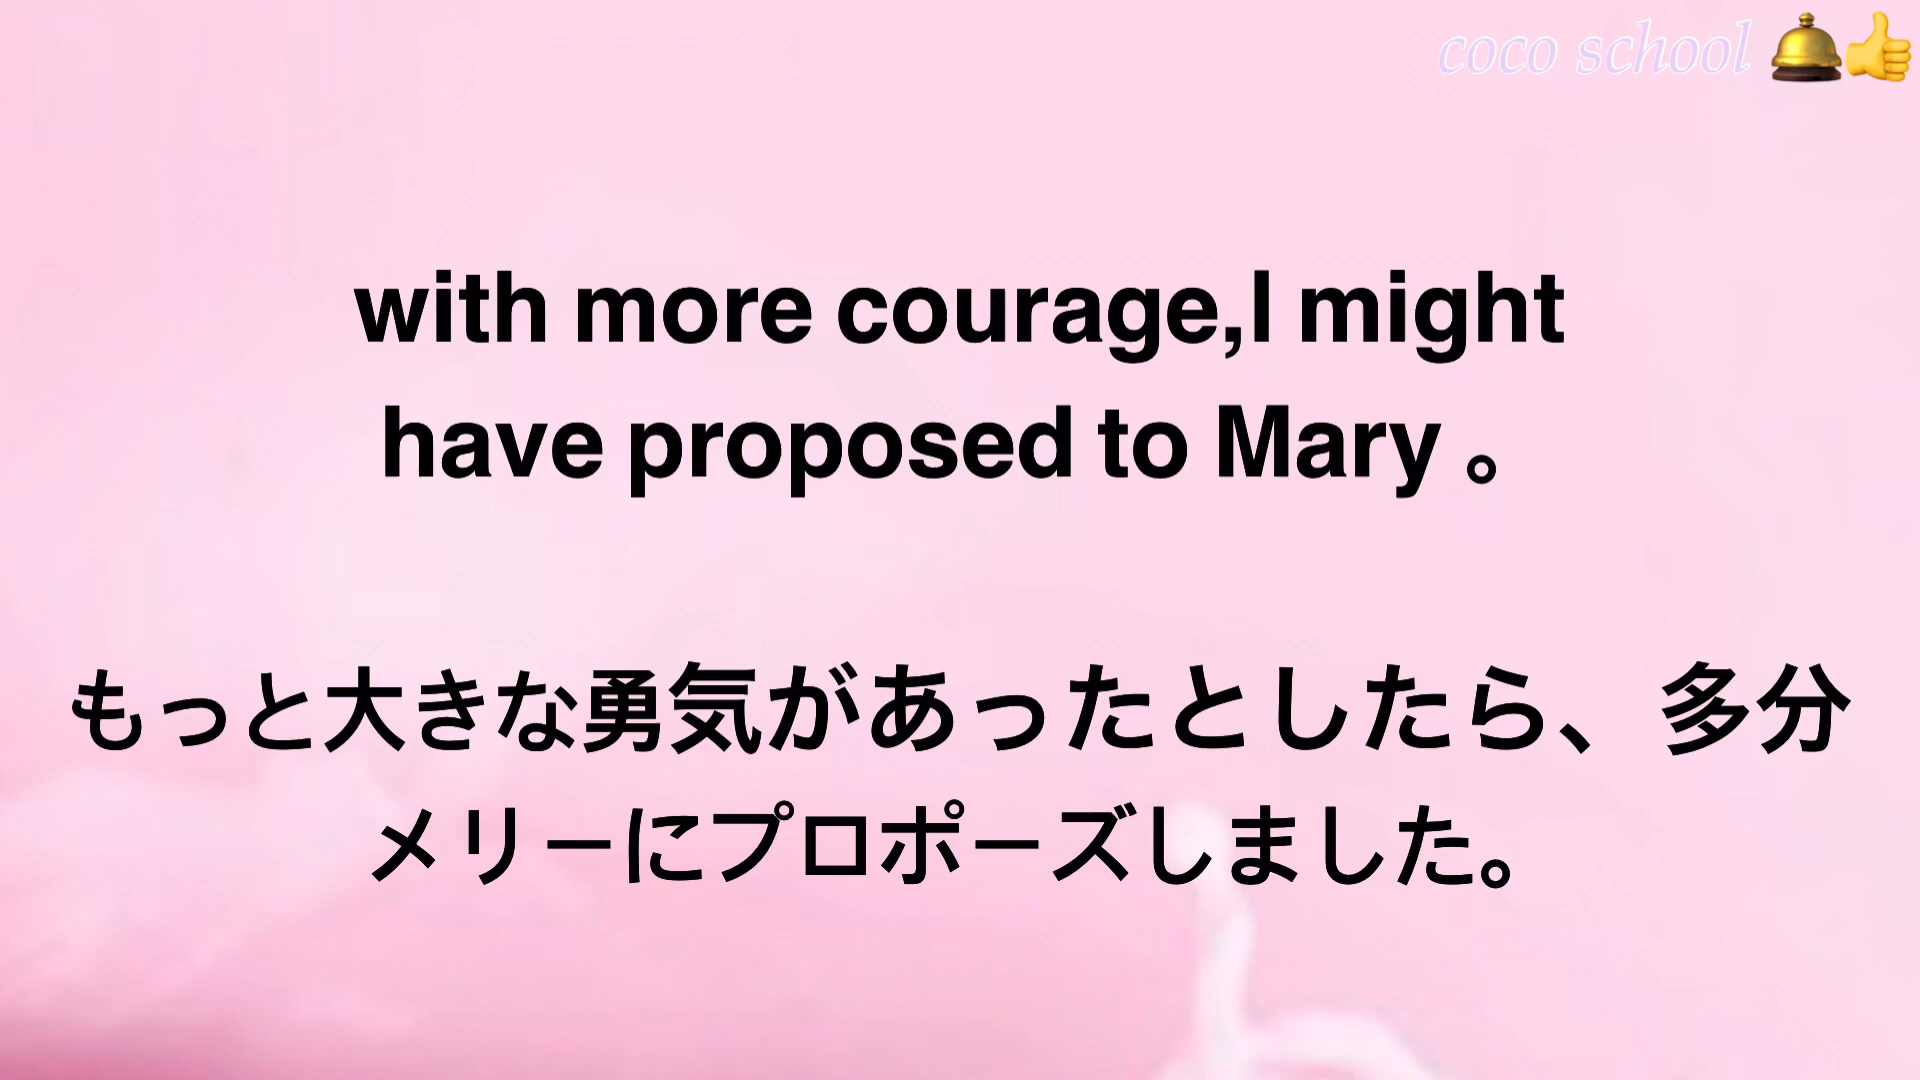 coco school 🛎👍
with more courage,I might
have proposed to Mary 。
もっと大きな勇気があったとしたら、多分
メリーにプロポーズしました。